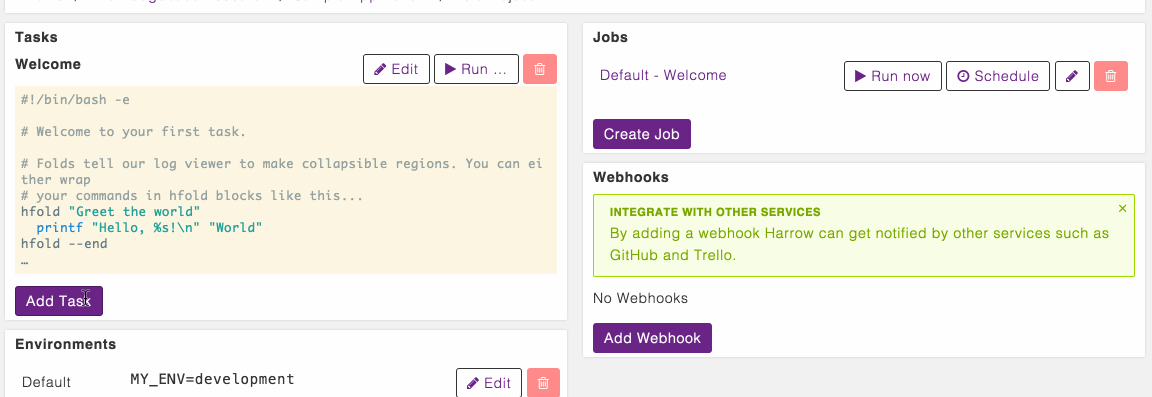 Tasks
Welcome
Edit
Run ...
#!/bin/bash -e
# Welcome to your first task.
# Folds tell our log viewer to make collapsible regions. You can ei
ther wrap
# your commands in hfold blocks like this...
hfold "Greet the world"
printf "Hello, %s!\n" "World"
hfold --end
…
Add Task
Environments
Default
MY_ENV=development
Edit
Jobs
Default - Welcome
Run now
Schedule
Create Job
Webhooks
INTEGRATE WITH OTHER SERVICES
×
By adding a webhook Harrow can get notified by other services such as
GitHub and Trello.
No Webhooks
Add Webhook